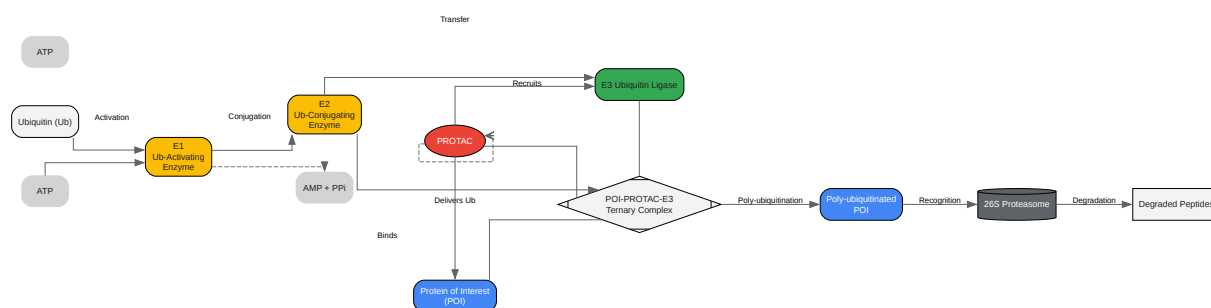 Transfer
ATP
Recruits
E3 Ubiquitin Ligase
E2
Ub-Conjugating
Enzyme
Ubiquitin (Ub)
Activation
Conjugation
E1
Ub-Activating
Enzyme
PROTAC
ATP
AMP + PPi
Delivers Ub
POI-PROTAC-E3
Ternary Complex
Poly-ubiquitination
Poly-ubiquitinated
POI
Recognition
26S Proteasome
Degradation
Degraded Peptides
Binds
Protein of Interest
(POI)